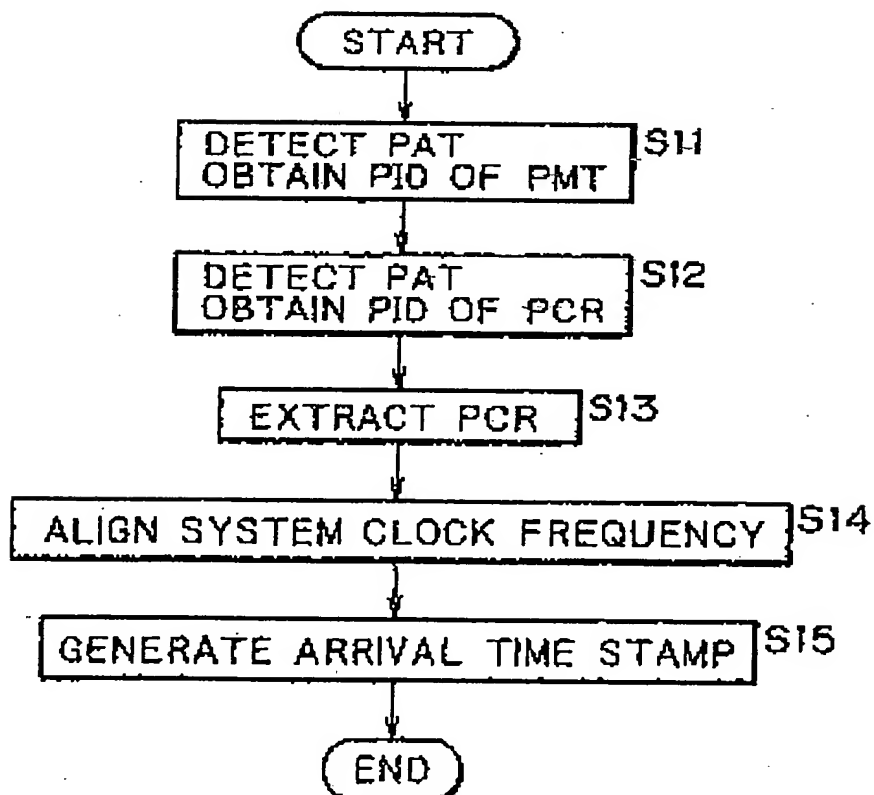 START
DETECT PAT
OBTAIN PID OF PMT
S11
DETECT PAT
OBTAIN PID OF PCR
S12
EXTRACT PCR
S13
ALIGN SYSTEM CLOCK FREQUENCY
S14
GENERATE ARRIVAL TIME STAMP
S15
END